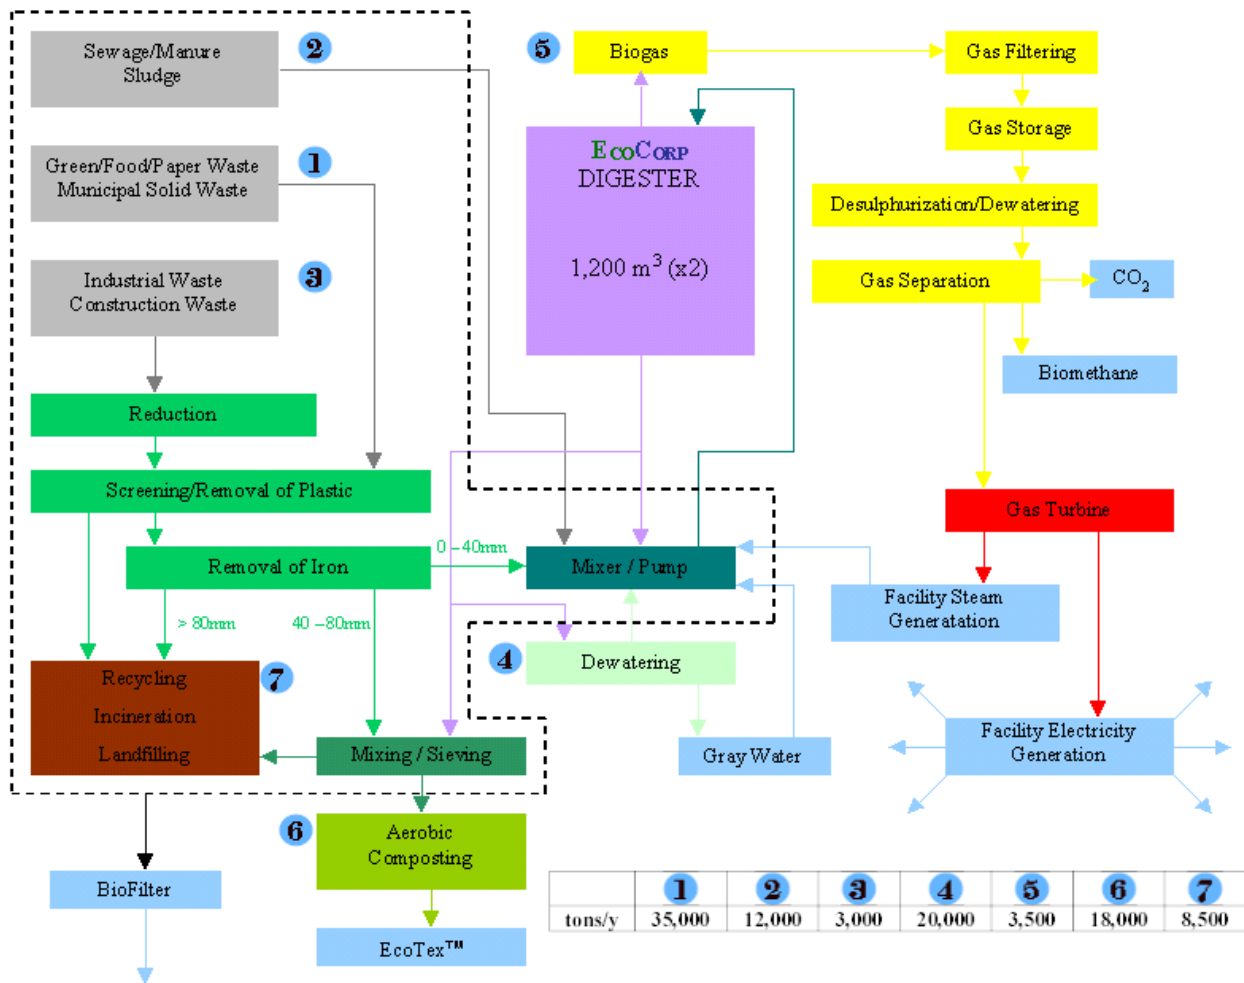 Sewage/Manure
Sludge
2
Green/Food/Paper Waste
Municipal Solid Waste
1
Industrial Waste
Construction Waste
3
Reduction
Screening/Removal of Plastic
Removal of Iron
0 – 40mm
> 80mm
40 – 80mm
Recycling
Incineration
Landfilling
7
Mixing / Sieving
BioFilter
6
Aerobic
Composting
EcoTex™
5
Biogas
EcoCorp
DIGESTER
1,200 m³ (x2)
Mixer / Pump
4
Dewatering
Gray Water
Gas Filtering
Gas Storage
Desulphurization/Dewatering
Gas Separation
CO₂
Biomethane
Gas Turbine
Facility Steam
Generatation
Facility Electricity
Generation
1 2 3 4 5 6 7
tons/y 35,000 12,000 3,000 20,000 3,500 18,000 8,500